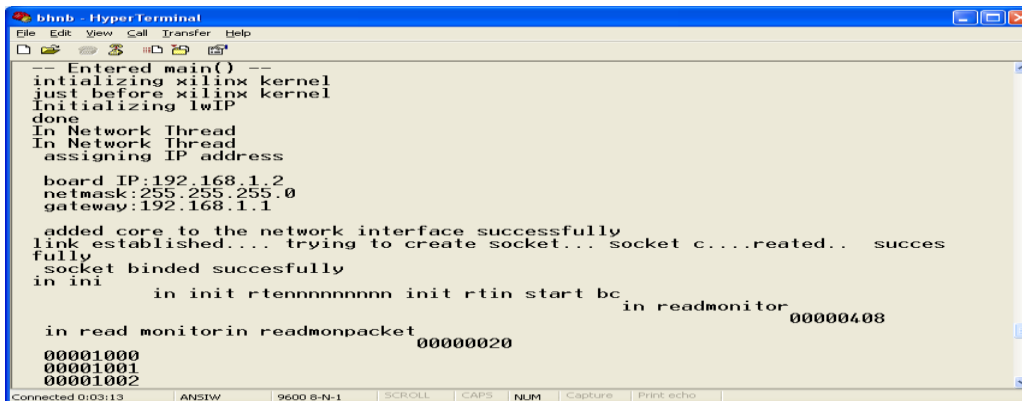 bhnb - HyperTerminal
File Edit View Call Transfer Help
-- Entered main() --
intializing xilinx kernel
just before xilinx kernel
Initializing lwIP
done
In Network Thread
In Network Thread
assigning IP address
board IP:192.168.1.2
netmask:255.255.255.0
gateway:192.168.1.1
added core to the network interface successfully
link established.... trying to create socket... socket c....reated.. succes
fully
socket binded succesfully
in ini
in init rtennnnnnnnn init rtin start bc
in readmonitor
00000408
in read monitorin readmonpacket
00000020
00001000
00001001
00001002
Connected 0:03:13 ANSIW 9600 8-N-1 SCROLL CAPS NUM Capture Print echo